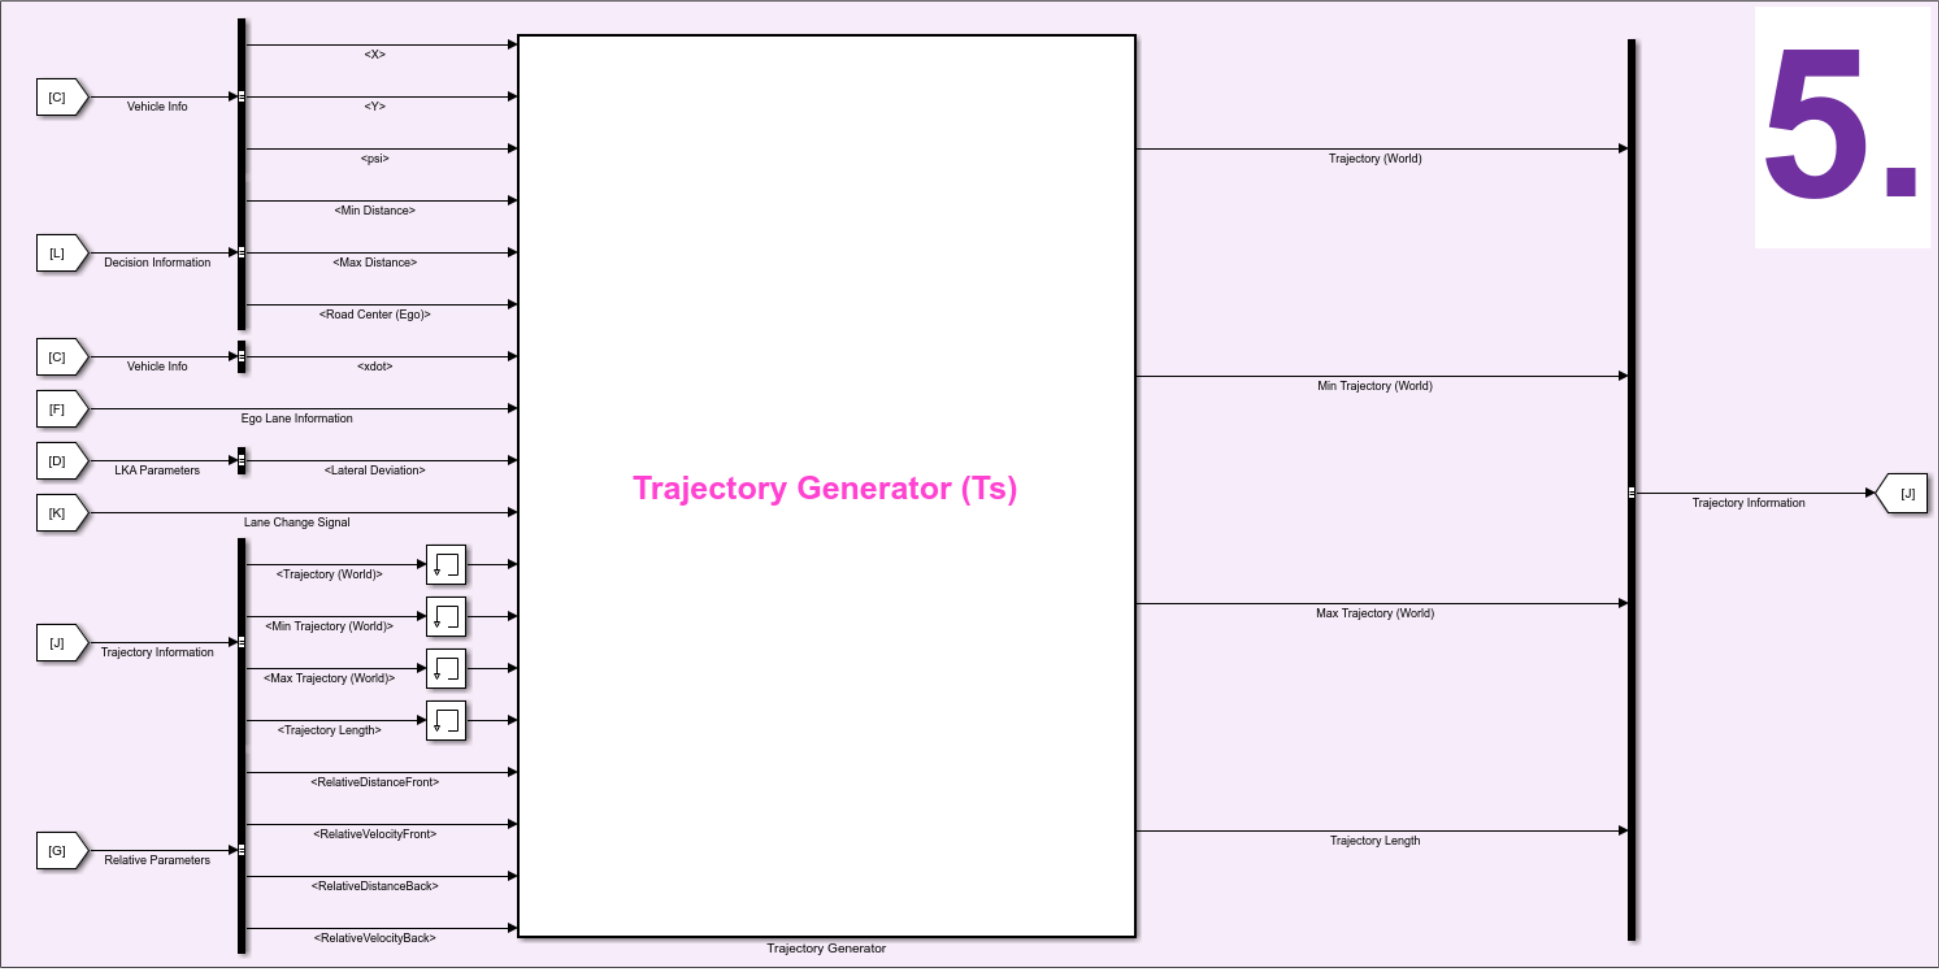 5.
[C]
Vehicle Info
<X>
<Y>
<psi>
<Min Distance>
[L]
Decision Information
<Max Distance>
<Road Center (Ego)>
[C]
Vehicle Info
<xdot>
[F]
Ego Lane Information
[D]
LKA Parameters
<Lateral Deviation>
[K]
Lane Change Signal
<Trajectory (World)>
<Min Trajectory (World)>
[J]
Trajectory Information
<Max Trajectory (World)>
<Trajectory Length>
<RelativeDistanceFront>
<RelativeVelocityFront>
[G]
Relative Parameters
<RelativeDistanceBack>
<RelativeVelocityBack>
Trajectory Generator (Ts)
Trajectory Generator
Trajectory (World)
Min Trajectory (World)
Max Trajectory (World)
Trajectory Length
Trajectory Information
[J]